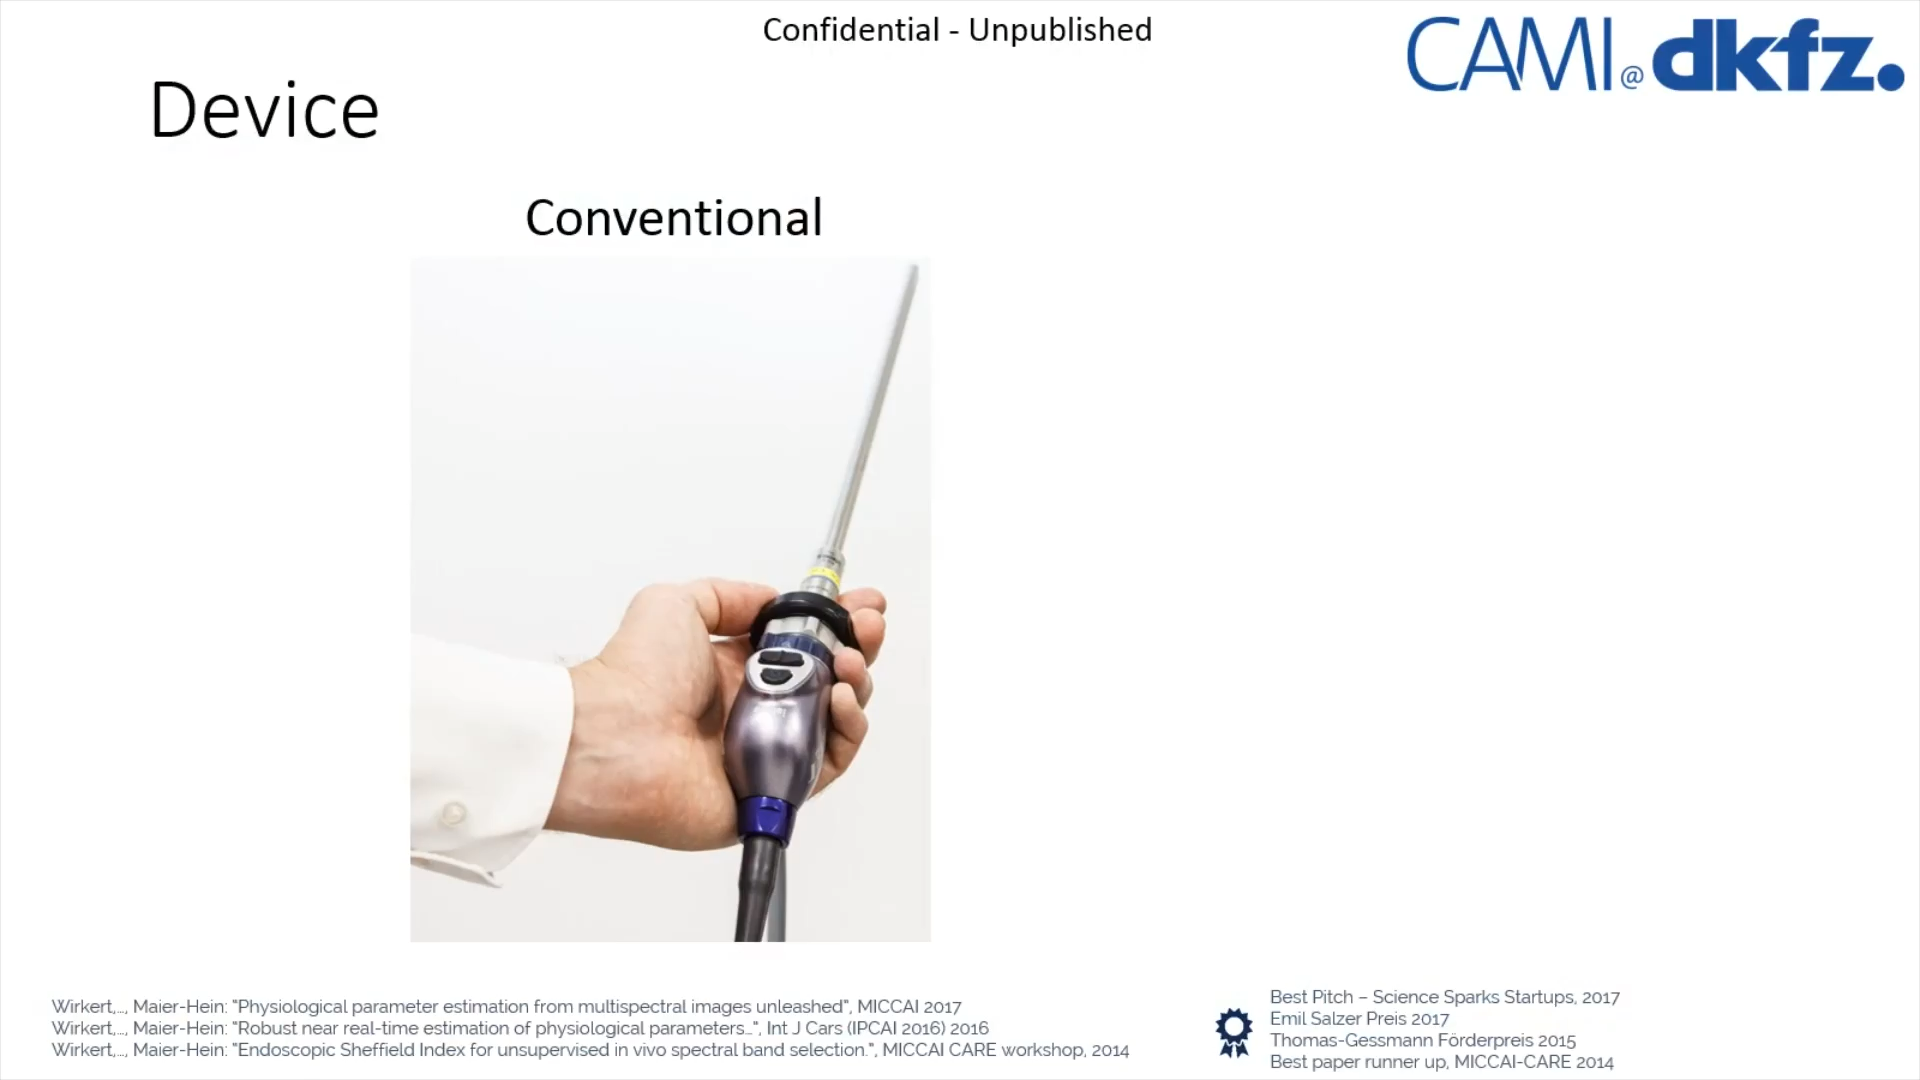 Confidential - Unpublished
CAMI@dkfz.
Device
Conventional
Wirkert,..., Maier-Hein: "Physiological parameter estimation from multispectral images unleashed", MICCAI 2017
Wirkert,..., Maier-Hein: "Robust near real-time estimation of physiological parameters...", Int J Cars (IPCAI 2016) 2016
Wirkert,..., Maier-Hein: "Endoscopic Sheffield Index for unsupervised in vivo spectral band selection.", MICCAI CARE workshop, 2014
Best Pitch – Science Sparks Startups, 2017
Emil Salzer Preis 2017
Thomas-Gessmann Förderpreis 2015
Best paper runner up, MICCAI-CARE 2014